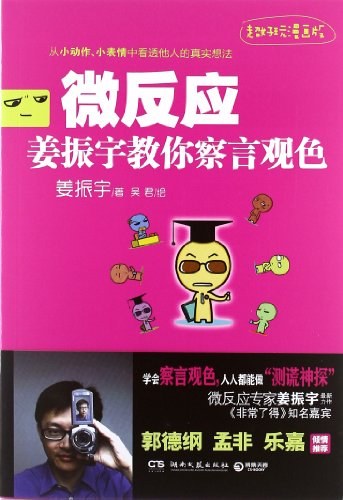 超好玩漫画版
从小动作、小表情中看透他人的真实想法
微反应
姜振宇教你察言观色
姜振宇/著 吴君/绘
学会察言观色，人人都能做“测谎神探”
微反应专家姜振宇最新力作
《非常了得》知名嘉宾
郭德纲 孟非 乐嘉 倾情推荐
湖南文艺出版社